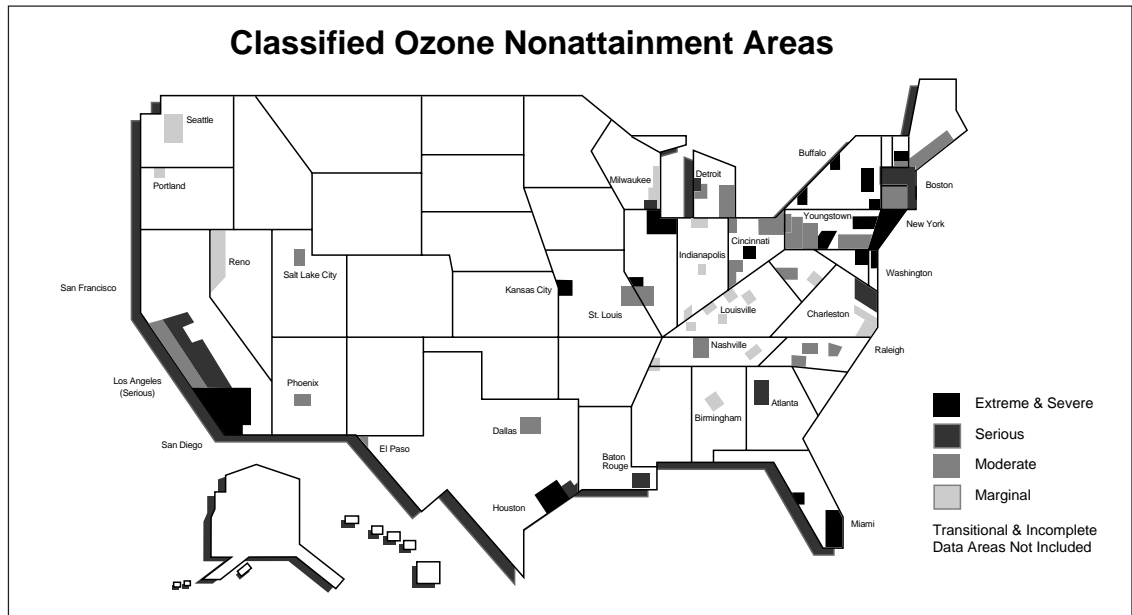 Classified Ozone Nonattainment Areas
Seattle
Portland
Reno
Salt Lake City
San Francisco
Los Angeles
(Serious)
San Diego
Phoenix
El Paso
Dallas
Houston
Baton
Rouge
Kansas City
St. Louis
Milwaukee
Detroit
Indianapolis
Cincinnati
Louisville
Nashville
Birmingham
Atlanta
Miami
Buffalo
Youngstown
Boston
New York
Washington
Charleston
Raleigh
Extreme & Severe
Serious
Moderate
Marginal
Transitional & Incomplete
Data Areas Not Included